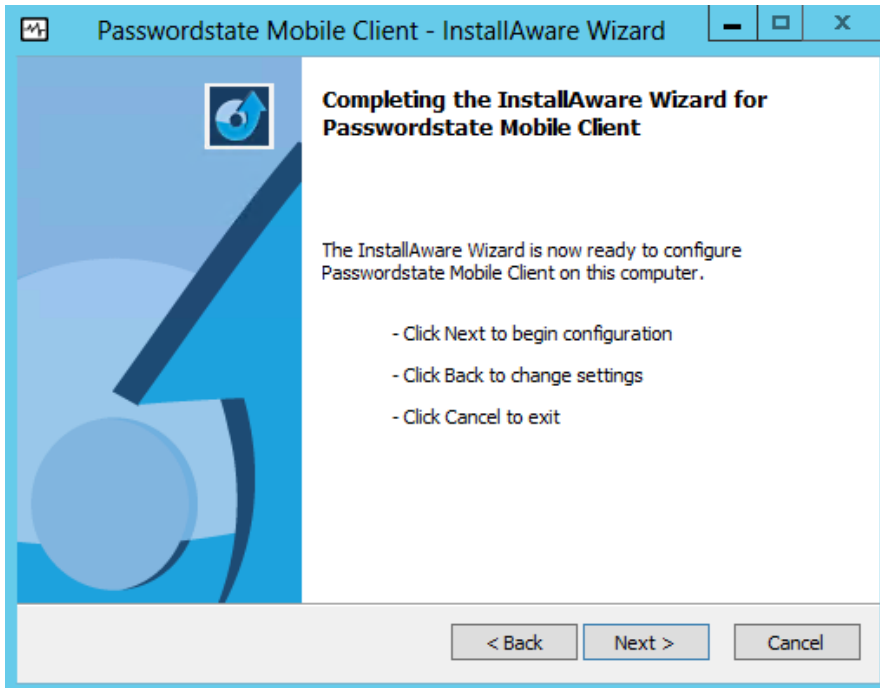 Passwordstate Mobile Client - InstallAware Wizard
Completing the InstallAware Wizard for
Passwordstate Mobile Client
The InstallAware Wizard is now ready to configure
Passwordstate Mobile Client on this computer.
- Click Next to begin configuration
- Click Back to change settings
- Click Cancel to exit
< Back
Next >
Cancel